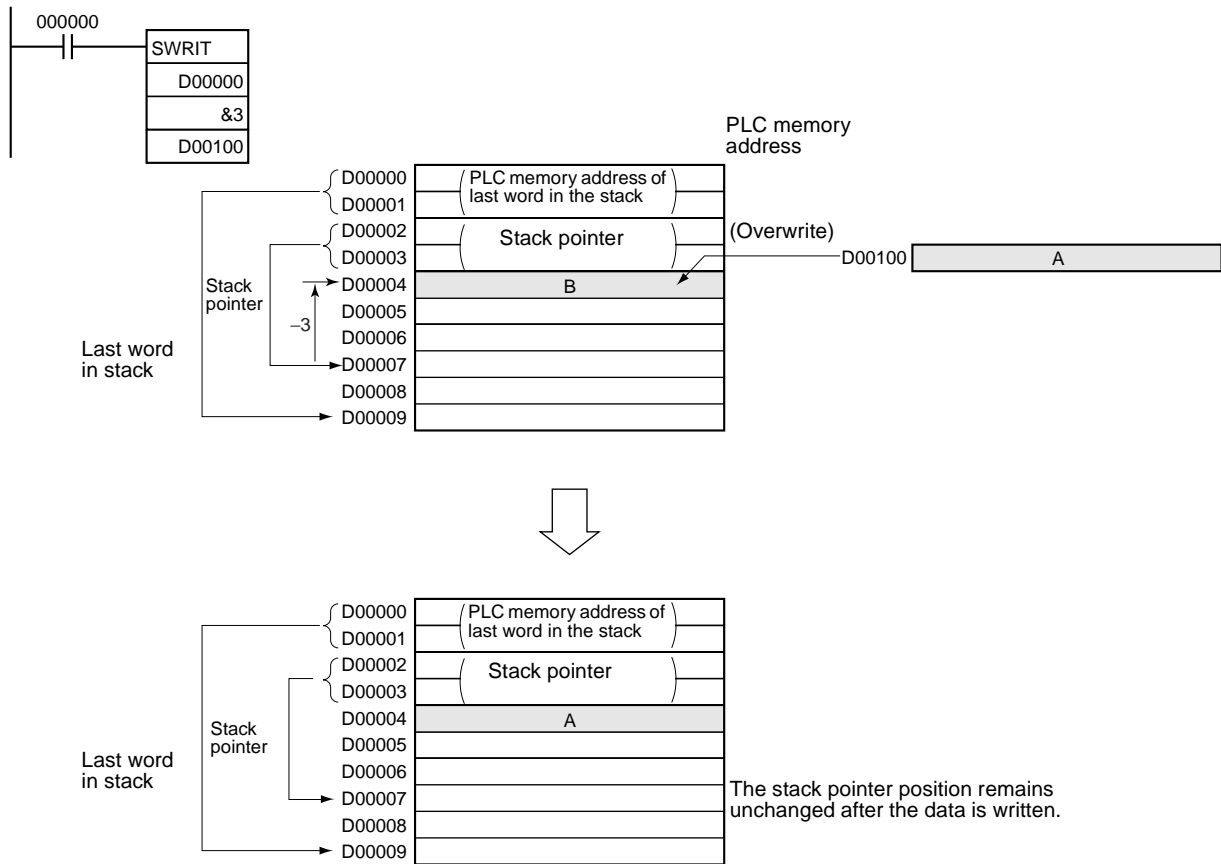 000000
SWRIT
D00000
&3
D00100
PLC memory
address
D00000
D00001
D00002
D00003
D00004
D00005
D00006
D00007
D00008
D00009
PLC memory address of
last word in the stack
Stack pointer
B
(Overwrite)
D00100
A
Stack
pointer
−3
Last word
in stack
D00000
D00001
D00002
D00003
D00004
D00005
D00006
D00007
D00008
D00009
PLC memory address of
last word in the stack
Stack pointer
A
Stack
pointer
Last word
in stack
The stack pointer position remains
unchanged after the data is written.